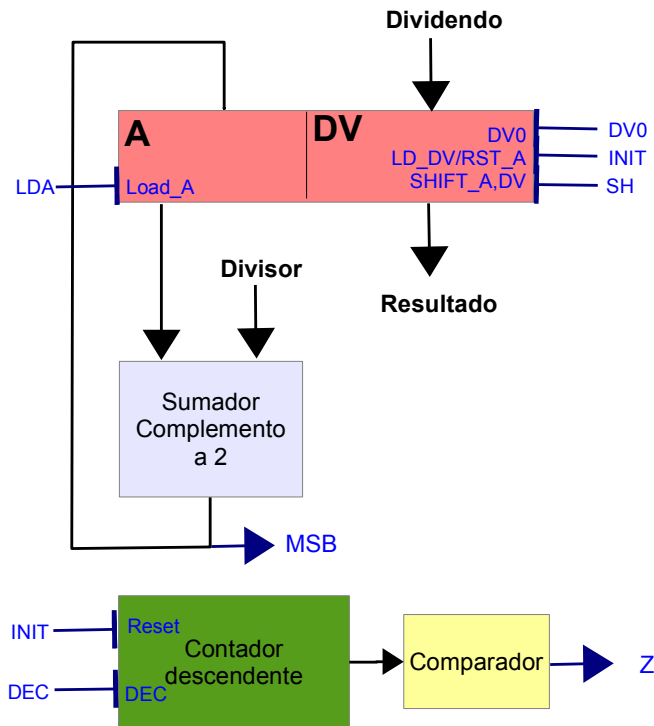 Dividendo
A
DV
DV0
DV0
LD_DV/RST_A
INIT
LDA
Load_A
SHIFT_A,DV
SH
Divisor
Resultado
Sumador
Complemento
a 2
MSB
INIT
Reset
Contador
descendente
DEC
DEC
Comparador
Z